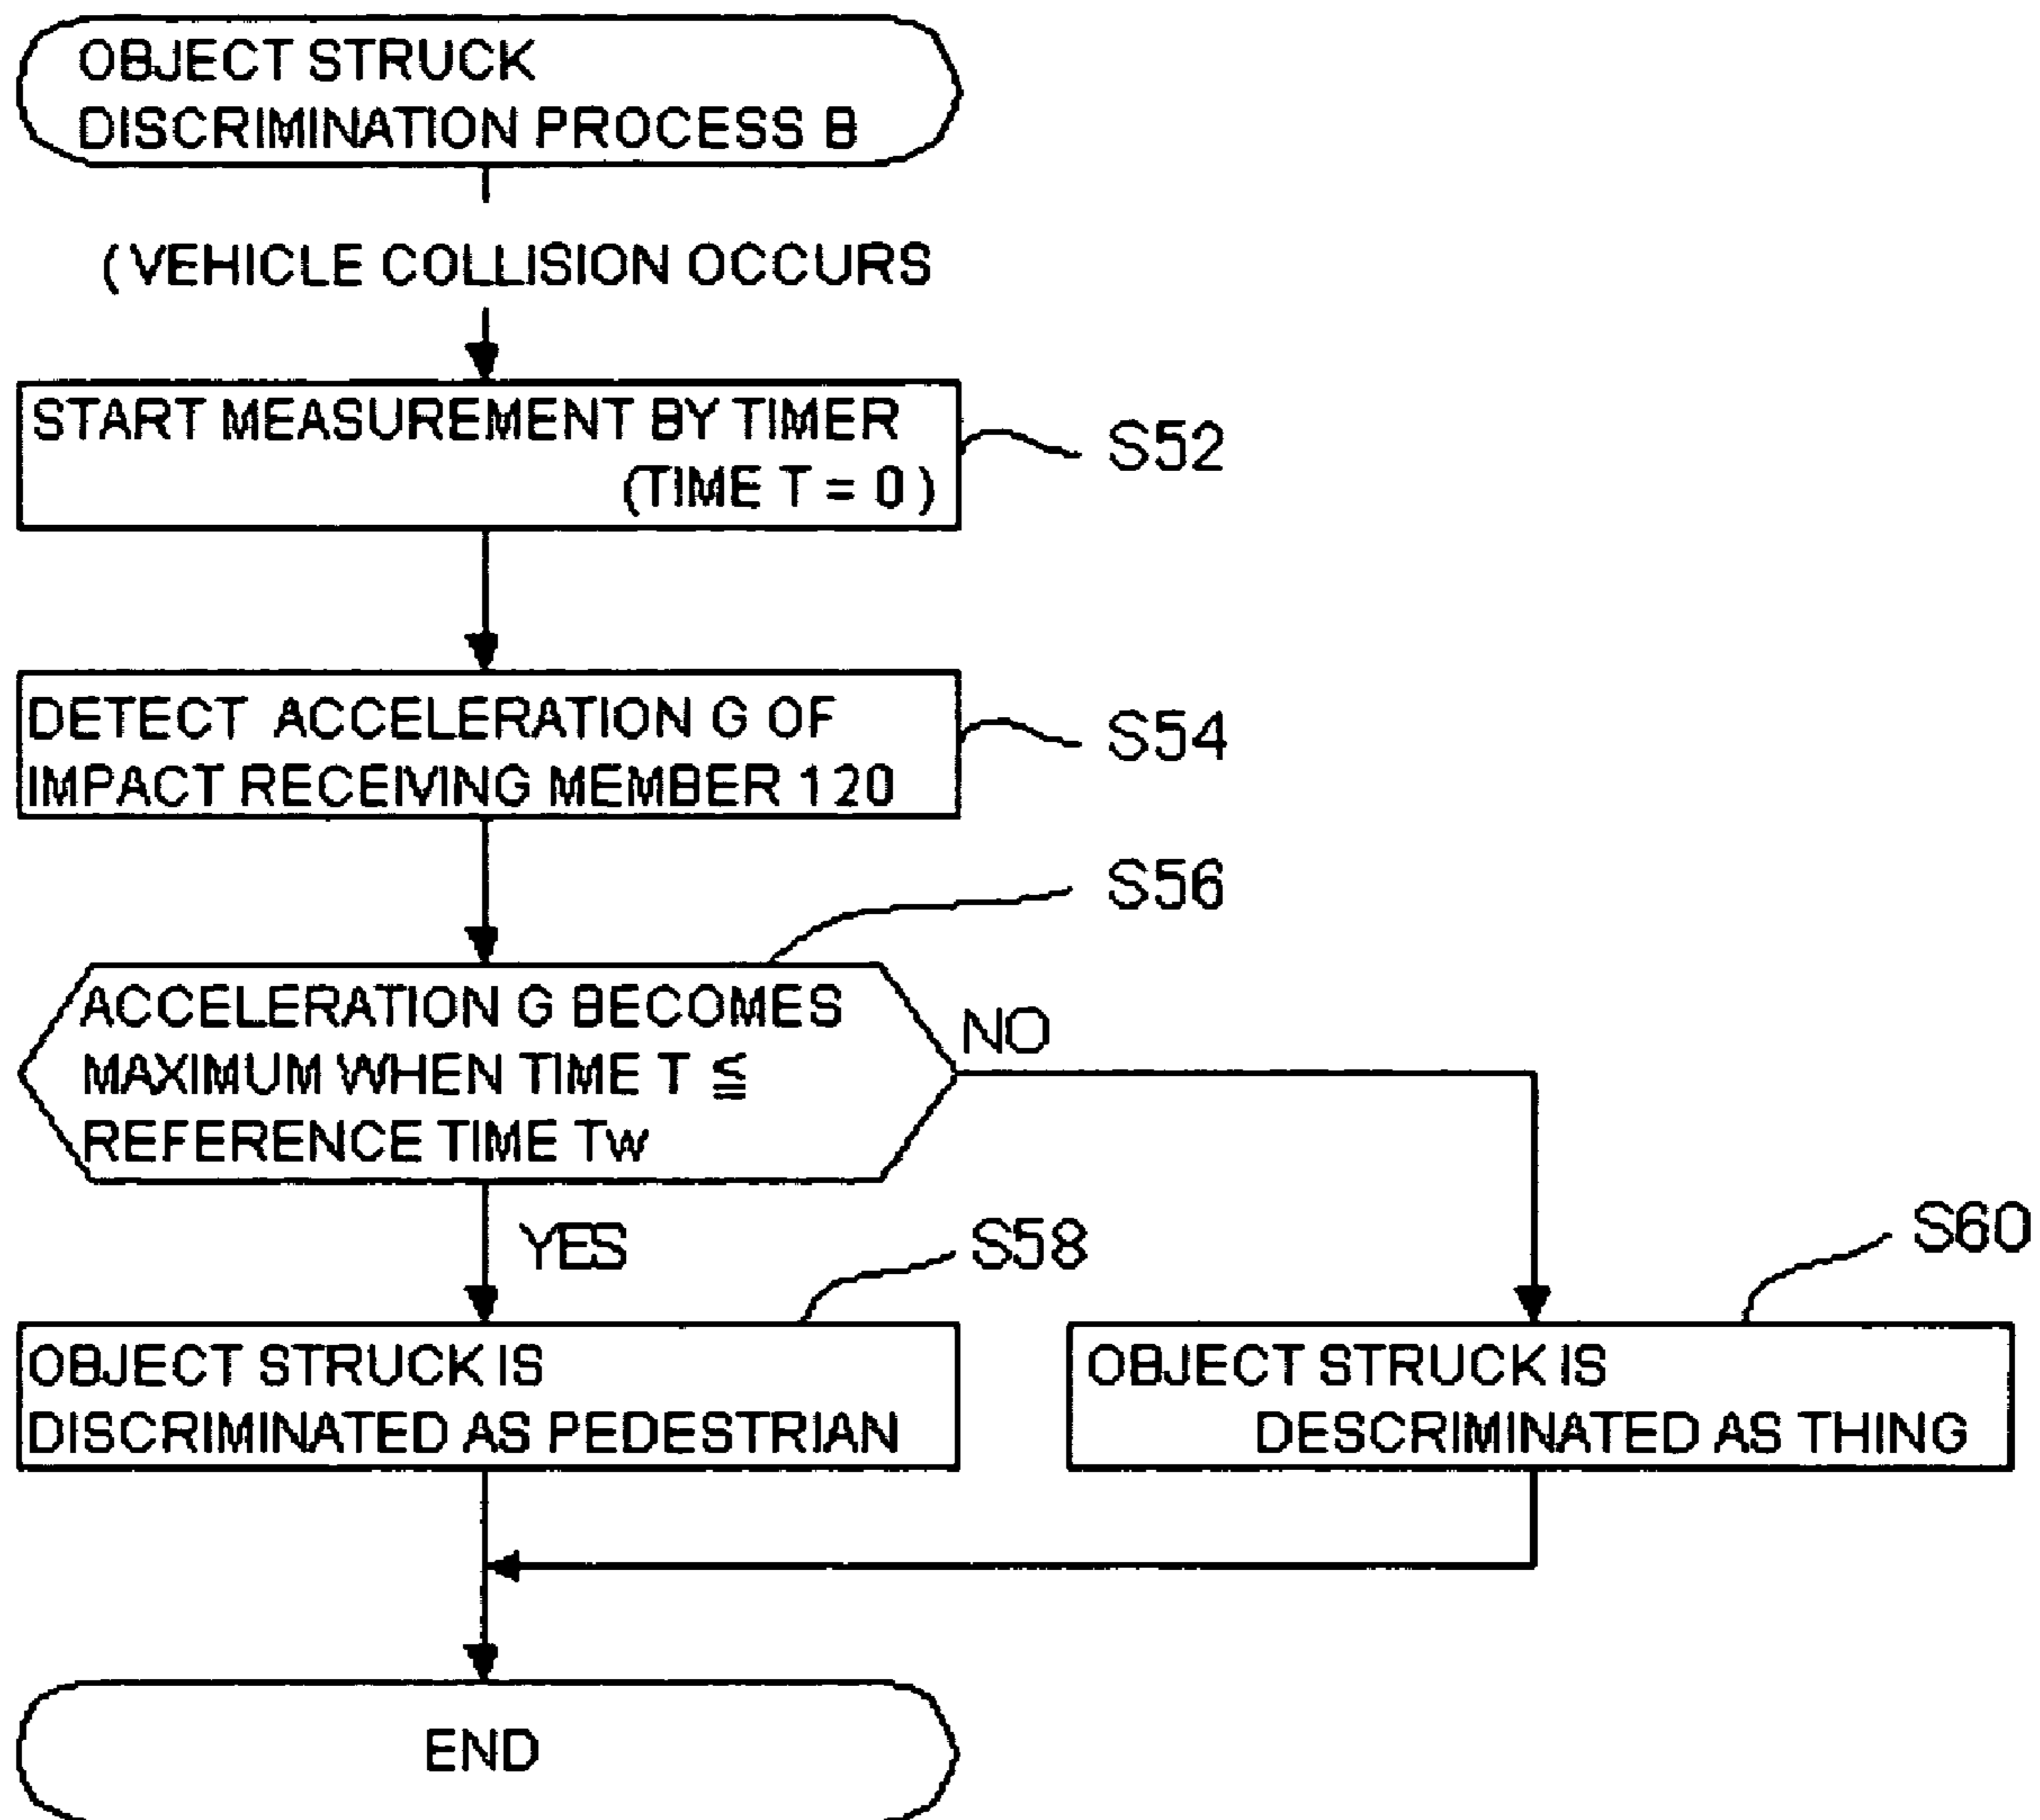 OBJECT STRUCK
DISCRIMINATION PROCESS B
(VEHICLE COLLISION OCCURS
START MEASUREMENT BY TIMER
(TIME T = 0)
S52
DETECT ACCELERATION G OF
IMPACT RECEIVING MEMBER 120
S54
S56
ACCELERATION G BECOMES
MAXIMUM WHEN TIME T ≦
REFERENCE TIME Tw
NO
YES
S58
S60
OBJECT STRUCK IS
DISCRIMINATED AS PEDESTRIAN
OBJECT STRUCK IS
DESCRIMINATED AS THING
END